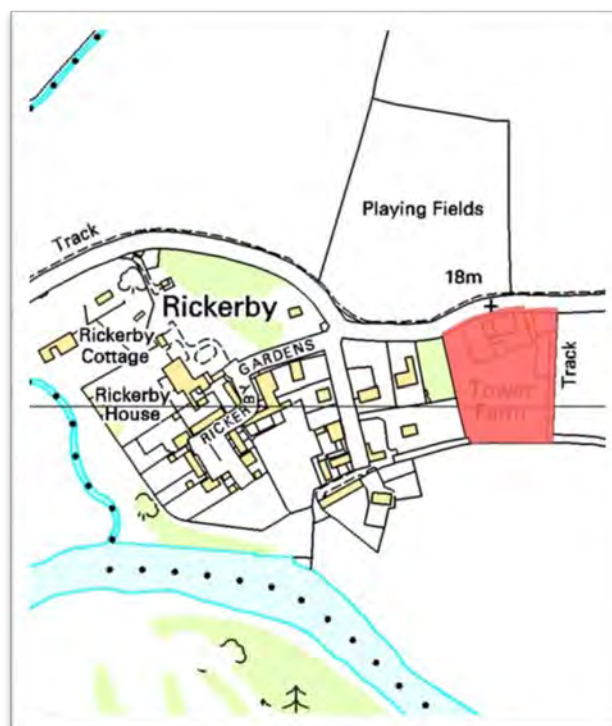 Track
Playing Fields
18m
Rickerby
Rickerby
Cottage
GARDENS
RICKERBY
Rickerby
House
Tower
Farm
Track